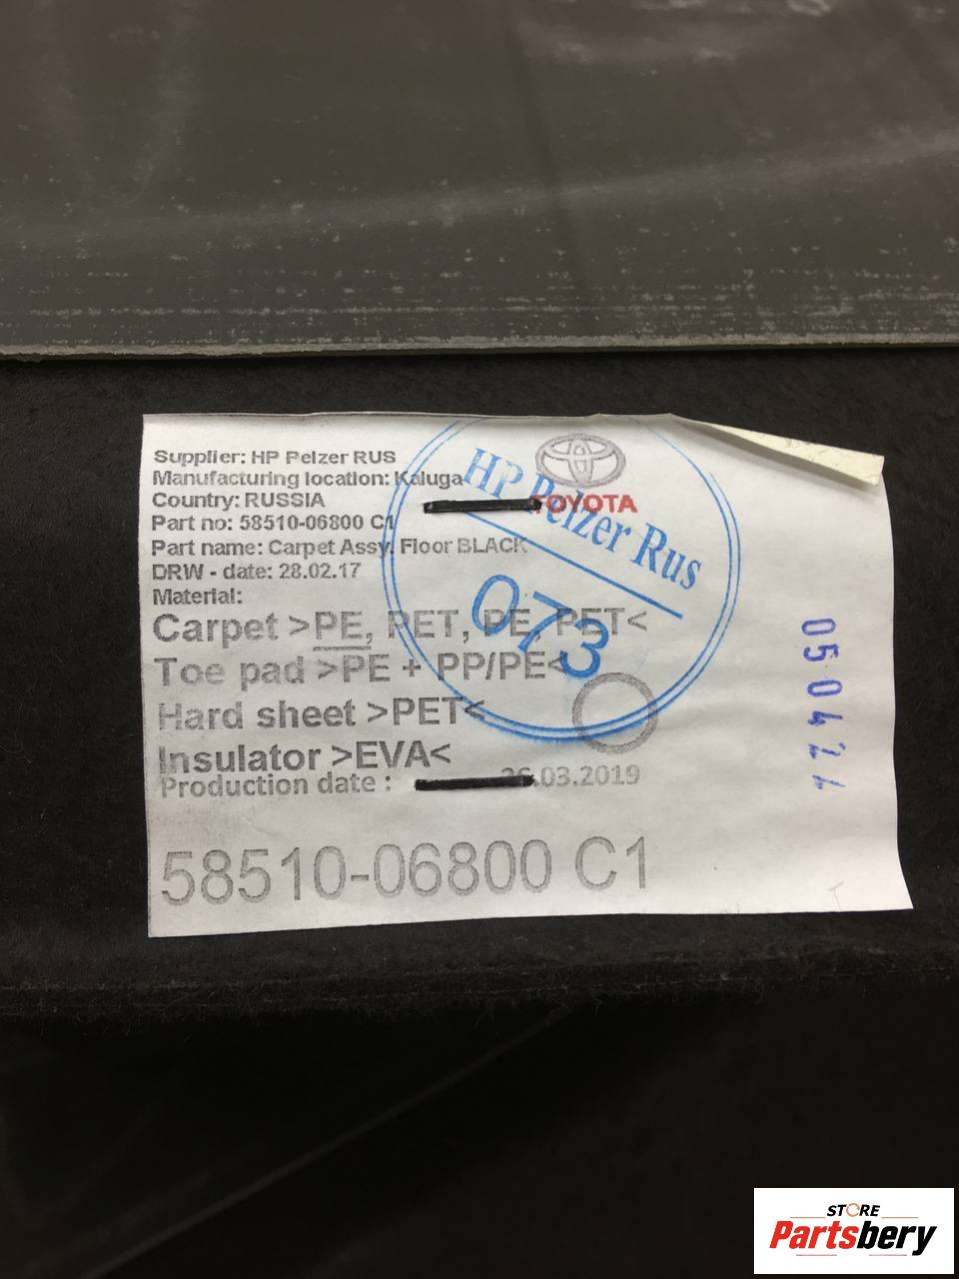 Supplier: HP Pelzer RUS
Manufacturing location: Kaluga
Country: RUSSIA
TOYOTA
Part no: 58510-06800 C1
Part name: Carpet Assy, Floor BLACK
DRW - date: 28.02.17
Material:
Carpet >PE, PET, PE, PET<
Toe pad >PE + PP/PE<
Hard sheet >PET<
Insulator >EVA<
Production date : .03.2019
58510-06800 C1
HP Pelzer Rus
073
STORE
Partsbery